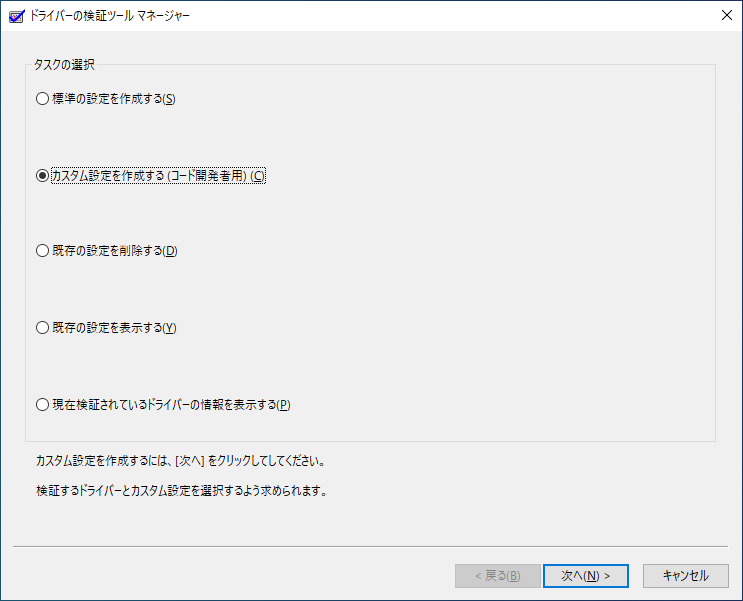 ドライバーの検証ツール マネージャー
タスクの選択
標準の設定を作成する(S)
カスタム設定を作成する (コード開発者用) (C)
既存の設定を削除する(D)
既存の設定を表示する(Y)
現在検証されているドライバーの情報を表示する(P)
カスタム設定を作成するには、[次へ] をクリックしてしてください。
検証するドライバーとカスタム設定を選択するよう求められます。
< 戻る(B)
次へ(N) >
キャンセル